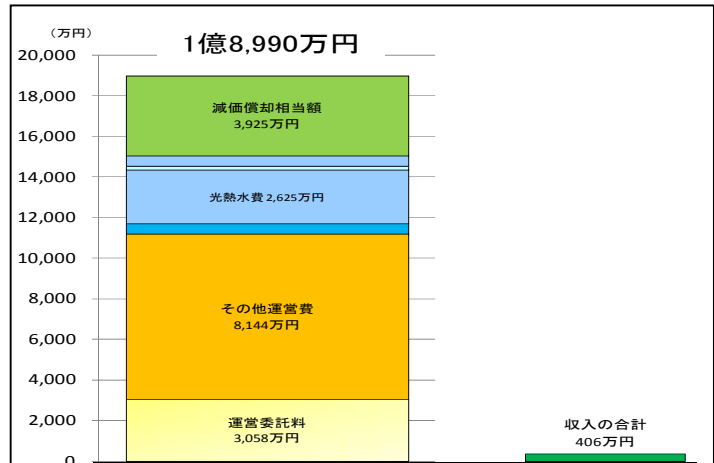 （万円）
1億8,990万円
20,000
18,000
16,000
14,000
12,000
10,000
8,000
6,000
4,000
2,000
0
減価償却相当額
3,925万円
光熱水費 2,625万円
その他運営費
8,144万円
運営委託料
3,058万円
収入の合計
406万円